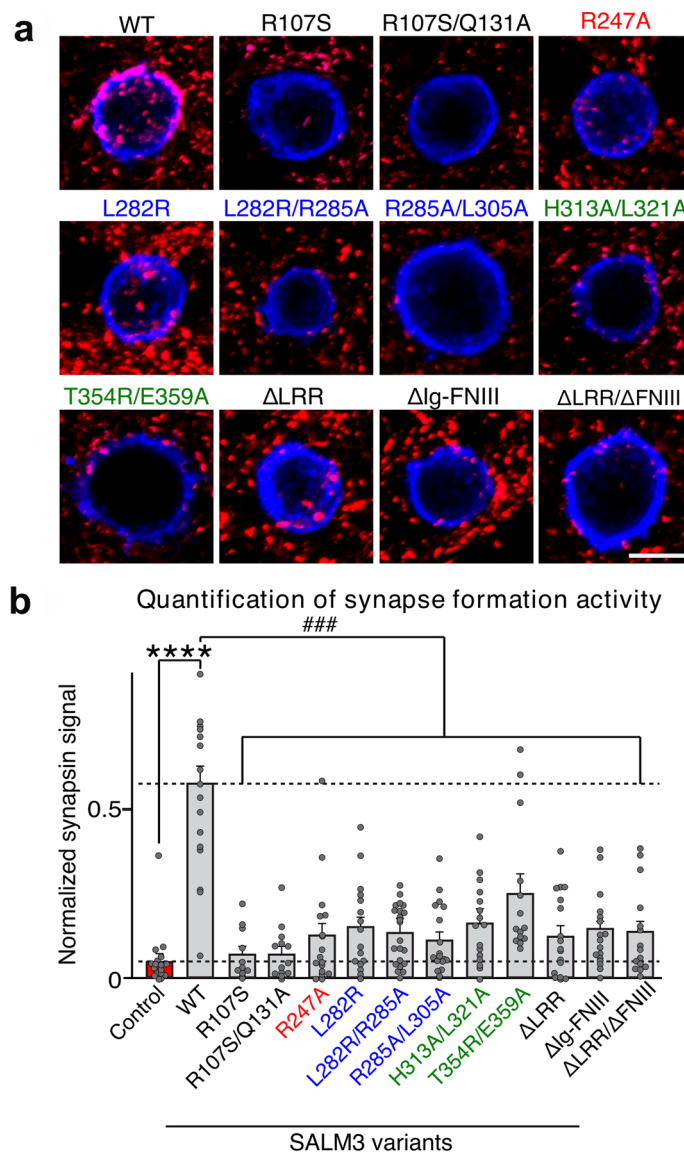 a
WT R107S R107S/Q131A R247A
L282R L282R/R285A R285A/L305A H313A/L321A
T354R/E359A ΔLRR ΔIg-FNIII ΔLRR/ΔFNIII
b
Quantification of synapse formation activity
###
****
Normalized synapsin signal
0.5
0
Control WT R107S R107S/Q131A R247A L282R L282R/R285A R285A/L305A H313A/L321A T354R/E359A ΔLRR ΔIg-FNIII ΔLRR/ΔFNIII
SALM3 variants